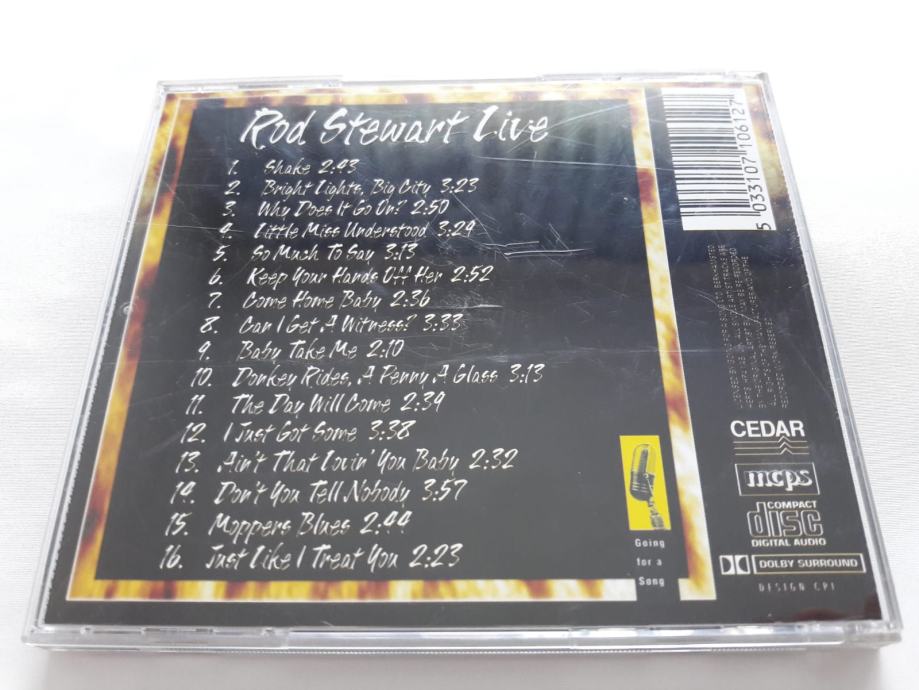 Rod Stewart Live
1. Shake 2:43
2. Bright Lights, Big City 3:23
3. Why Does It Go On? 2:50
4. Little Miss Understood 3:29
5. So Much To Say 3:13
6. Keep Your Hands Off Her 2:52
7. Come Home Baby 2:36
8. Can I Get A Witness? 3:33
9. Baby Take Me 2:10
10. Donkey Rides, A Penny A Glass 3:13
11. The Day Will Come 2:39
12. I Just Got Some 3:38
13. Ain't That Lovin' You Baby 2:32
14. Don't You Tell Nobody 3:57
15. Moppers Blues 2:44
16. Just Like I Treat You 2:23
Going
for a
Song
5 033107 106127
CEDAR
mcps
COMPACT
disc
DIGITAL AUDIO
DOLBY SURROUND
DESIGN CPI